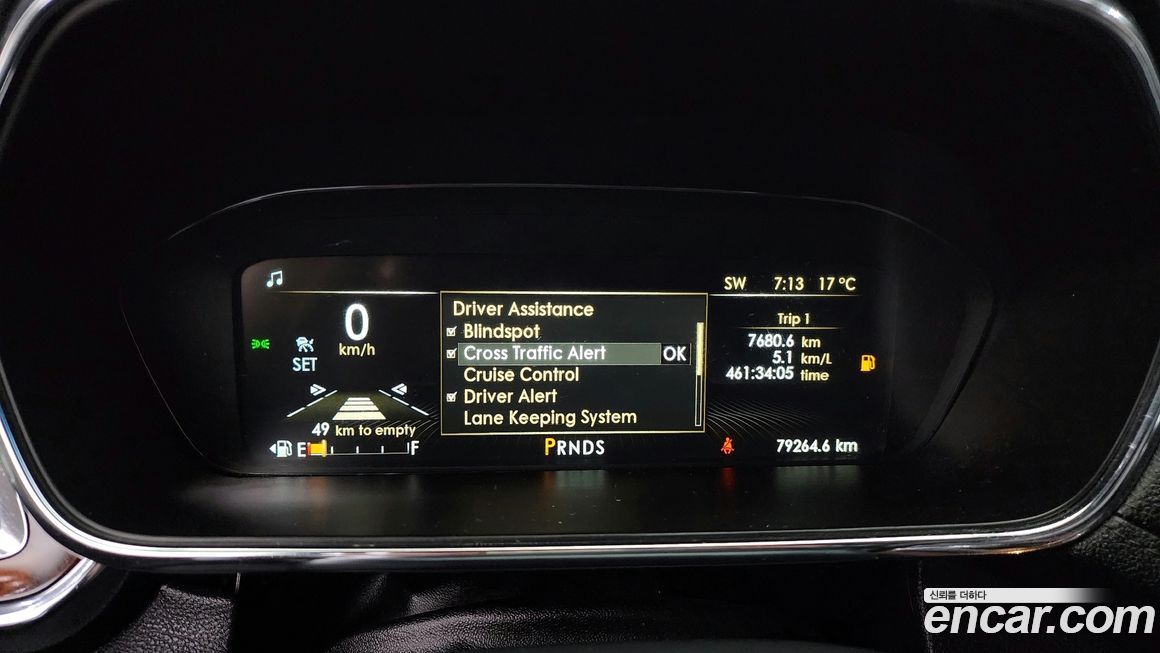 SW 7:13 17 °C
0
km/h
SET
49 km to empty
E F
Driver Assistance
Blindspot
Cross Traffic Alert OK
Cruise Control
Driver Alert
Lane Keeping System
PRNDS
Trip 1
7680.6 km
5.1 km/L
461:34:05 time
79264.6 km
신뢰를 더하다
encar.com